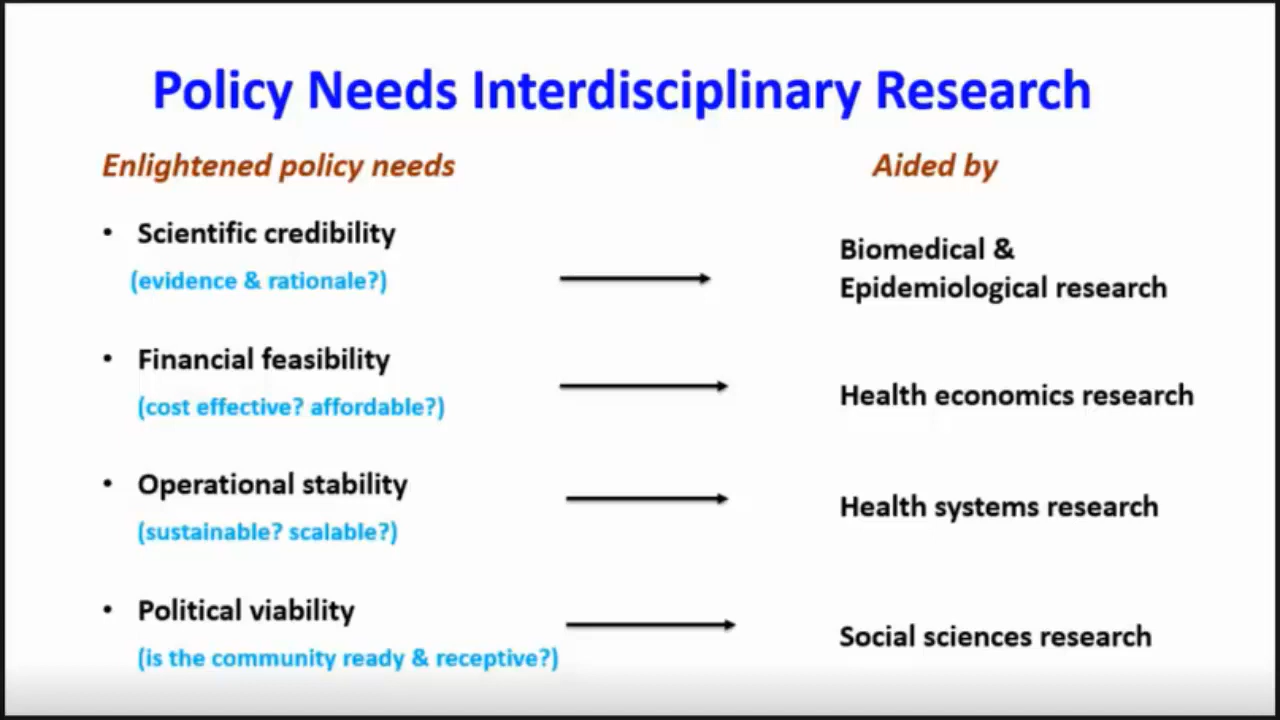 Policy Needs Interdisciplinary Research
Enlightened policy needs
Aided by
• Scientific credibility
(evidence & rationale?)
Biomedical &
Epidemiological research
• Financial feasibility
(cost effective? affordable?)
Health economics research
• Operational stability
(sustainable? scalable?)
Health systems research
• Political viability
(is the community ready & receptive?)
Social sciences research